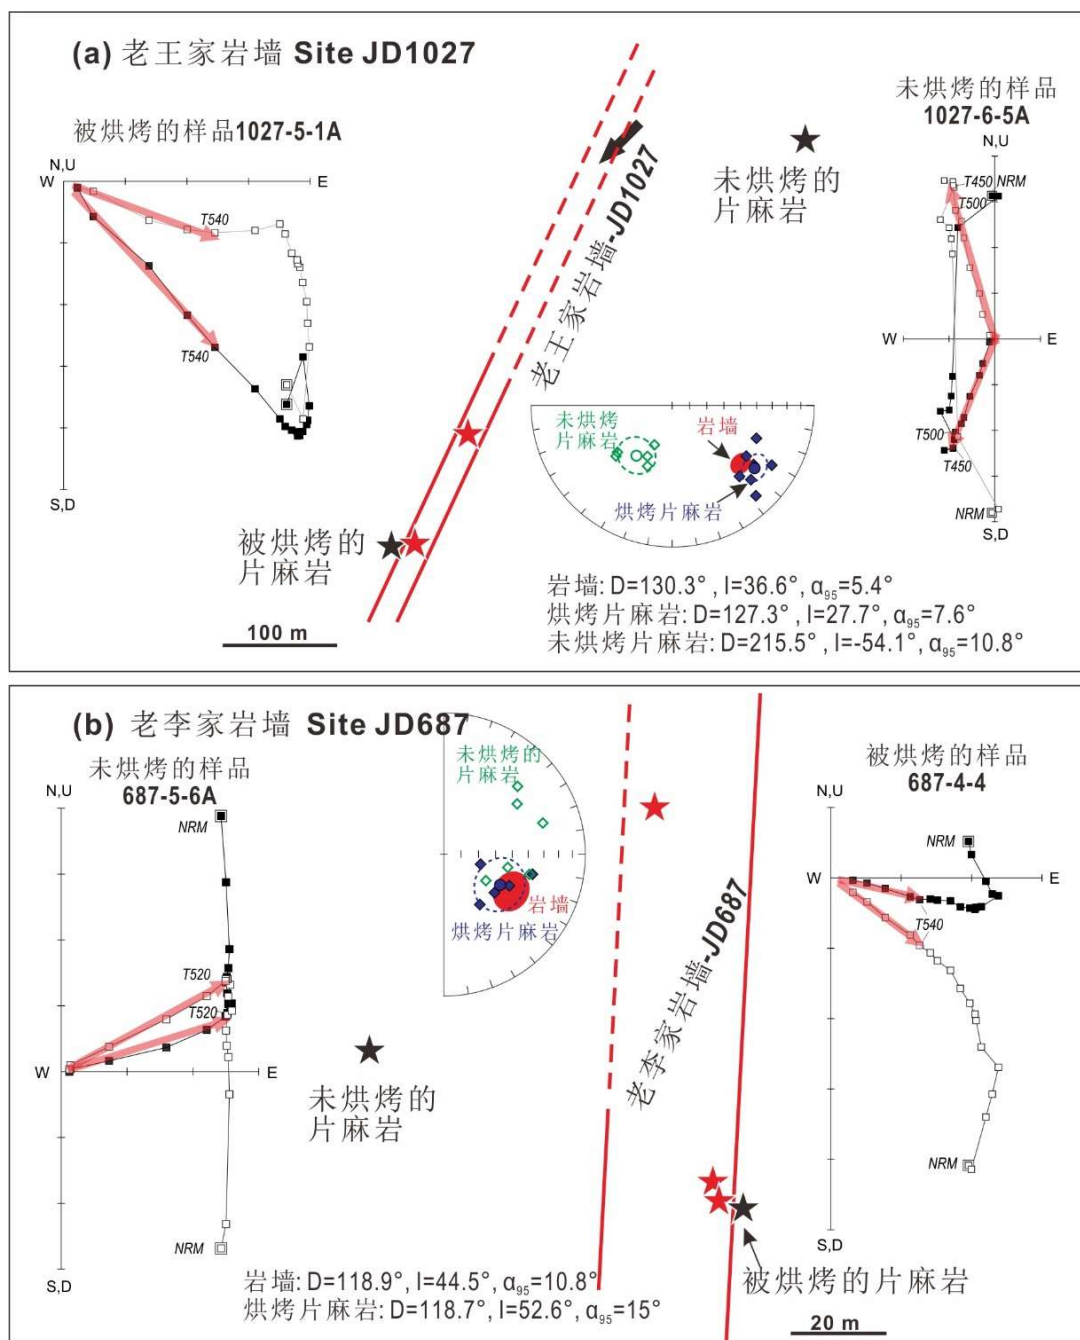 (a) 老王家岩墙 Site JD1027
被烘烤的样品1027-5-1A
N,U
W
E
T540
T540
S,D
未烘烤的样品
1027-6-5A
N,U
T450
NRM
T500
W
E
T500
T450
NRM
S,D
未烘烤的
片麻岩
老王家岩墙-JD1027
未烘烤
片麻岩
岩墙
烘烤片麻岩
被烘烤的
片麻岩
100 m
岩墙: D=130.3° , I=36.6° , α95=5.4°
烘烤片麻岩: D=127.3° , I=27.7° , α95=7.6°
未烘烤片麻岩: D=215.5° , I=-54.1° , α95=10.8°
(b) 老李家岩墙 Site JD687
未烘烤的样品
687-5-6A
N,U
NRM
T520
T520
W
E
NRM
S,D
未烘烤的
片麻岩
岩墙
烘烤片麻岩
老李家岩墙-JD687
被烘烤的样品
687-4-4
N,U
NRM
W
E
T540
NRM
S,D
未烘烤的
片麻岩
被烘烤的片麻岩
岩墙: D=118.9° , I=44.5° , α95=10.8°
烘烤片麻岩: D=118.7° , I=52.6° , α95=15°
20 m